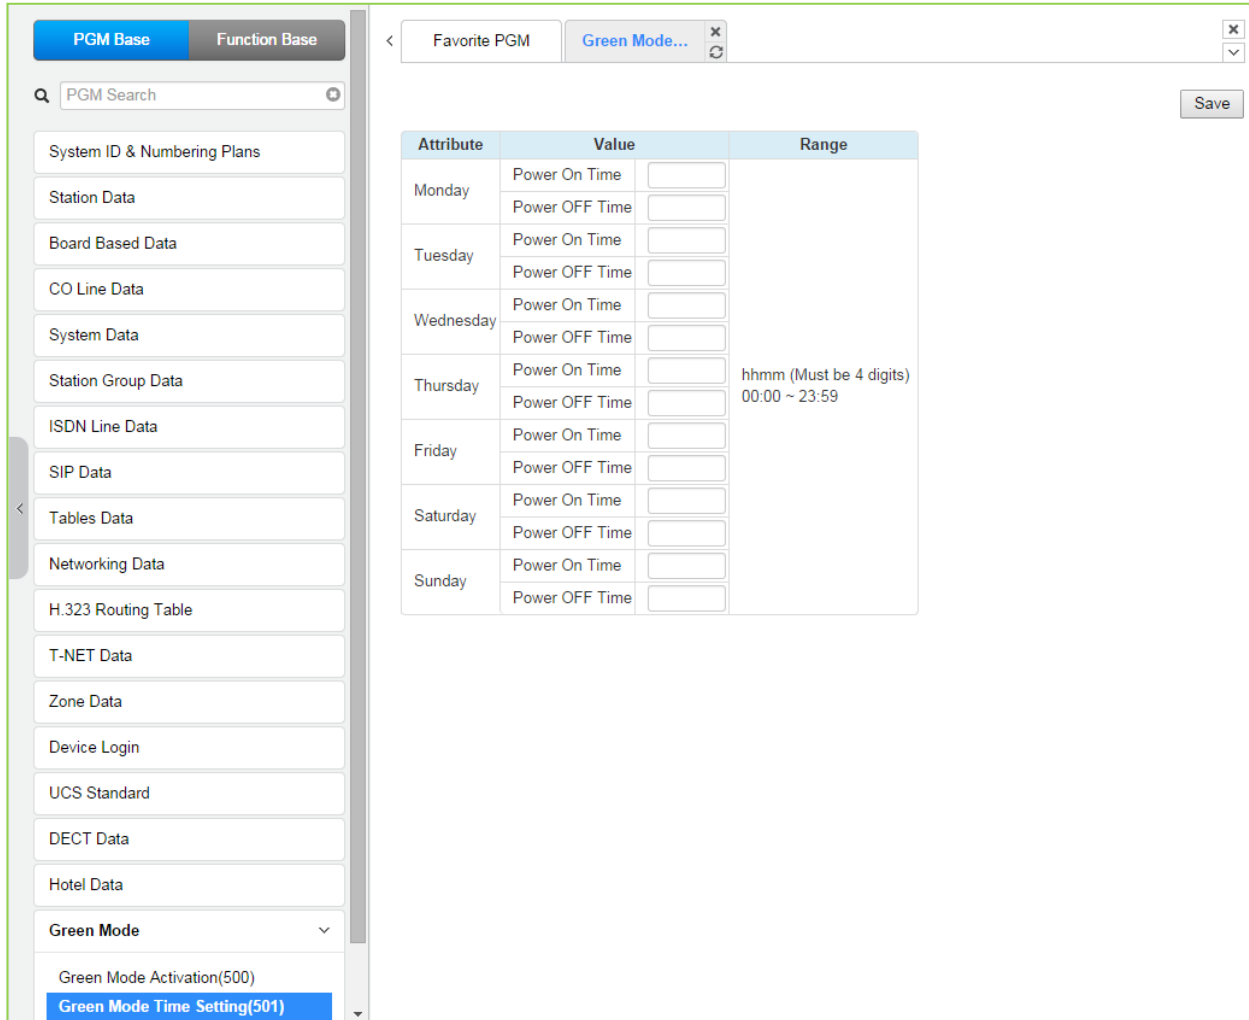 PGM Base Function Base
PGM Search
System ID & Numbering Plans
Station Data
Board Based Data
CO Line Data
System Data
Station Group Data
ISDN Line Data
SIP Data
Tables Data
Networking Data
H.323 Routing Table
T-NET Data
Zone Data
Device Login
UCS Standard
DECT Data
Hotel Data
Green Mode
Green Mode Activation(500)
Green Mode Time Setting(501)
Favorite PGM Green Mode...
Save
Attribute Value Range
Monday
Power On Time
Power OFF Time
Tuesday
Power On Time
Power OFF Time
Wednesday
Power On Time
Power OFF Time
Thursday
Power On Time
Power OFF Time
Friday
Power On Time
Power OFF Time
Saturday
Power On Time
Power OFF Time
Sunday
Power On Time
Power OFF Time
hhmm (Must be 4 digits)
00:00 ~ 23:59